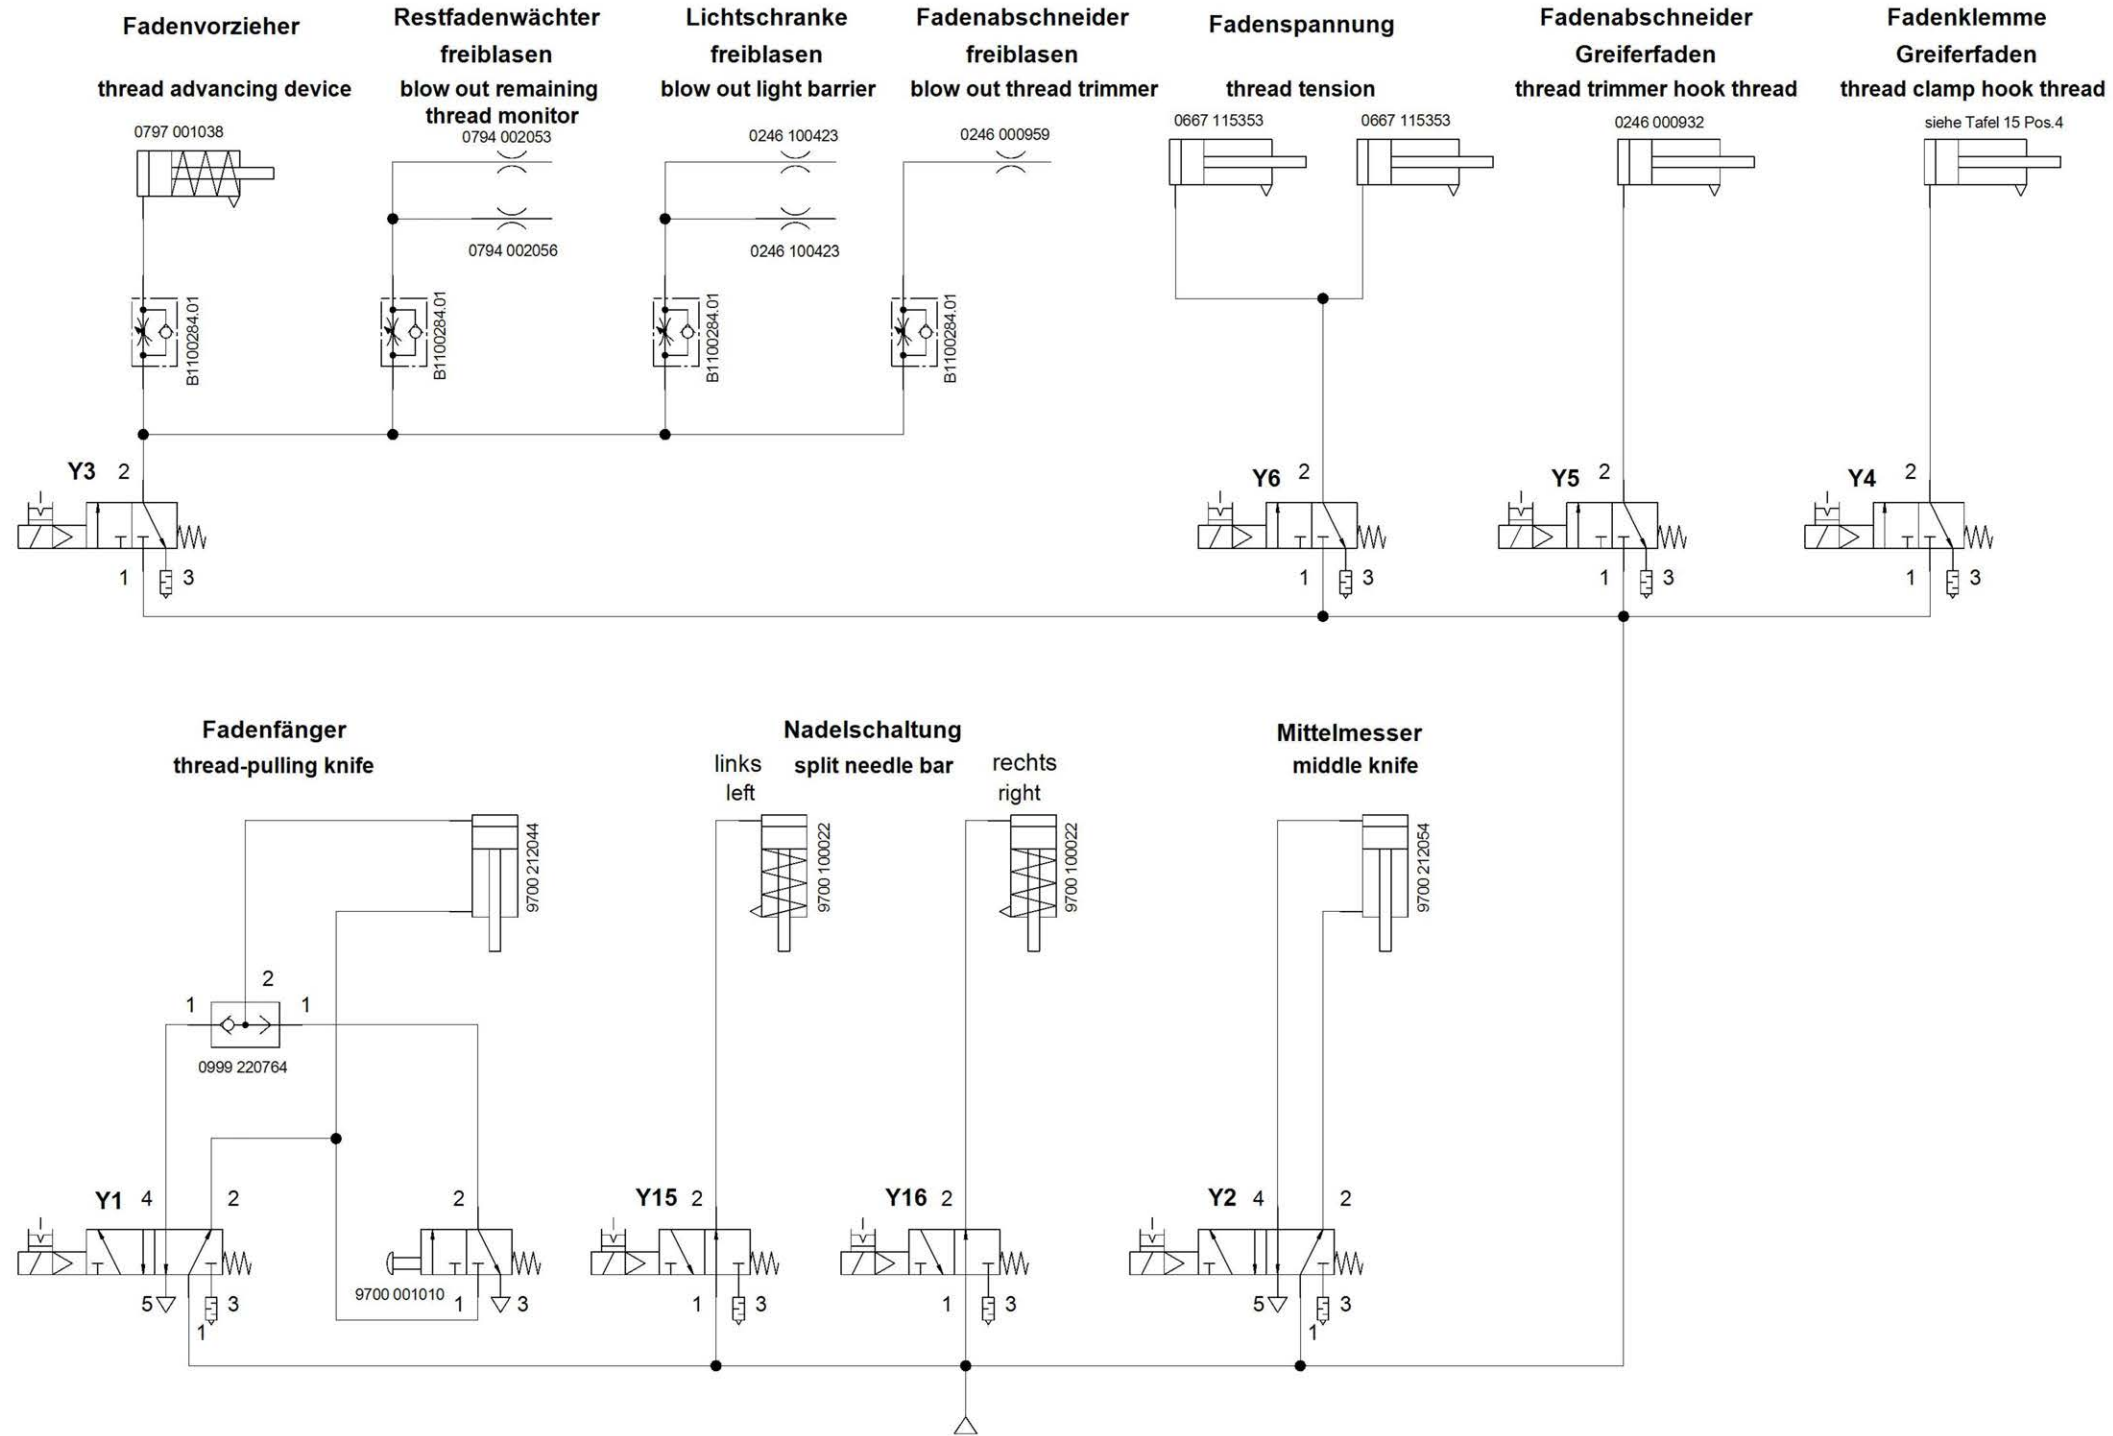 Fadenvorzieher
thread advancing device
0797 001038
B1100284.01
Restfadenwächter
freiblasen
blow out remaining
thread monitor
0794 002053
0794 002056
B1100284.01
Lichtschranke
freiblasen
blow out light barrier
0246 100423
0246 100423
B1100284.01
Fadenabschneider
freiblasen
blow out thread trimmer
0246 000959
B1100284.01
Fadenspannung
thread tension
0667 115353
0667 115353
Fadenabschneider
Greiferfaden
thread trimmer hook thread
0246 000932
Fadenklemme
Greiferfaden
thread clamp hook thread
siehe Tafel 15 Pos.4
Y3 2
1 3
Y6 2
1 3
Y5 2
1 3
Y4 2
1 3
Fadenfänger
thread-pulling knife
9700 212044
2
1 1
0999 220764
Y1 4 2
5 3
1
2
9700 001010
1 3
Nadelschaltung
split needle bar
links
left
9700 100022
rechts
right
9700 100022
Y15 2
1 3
Y16 2
1 3
Mittelmesser
middle knife
9700 212054
Y2 4 2
5 3
1